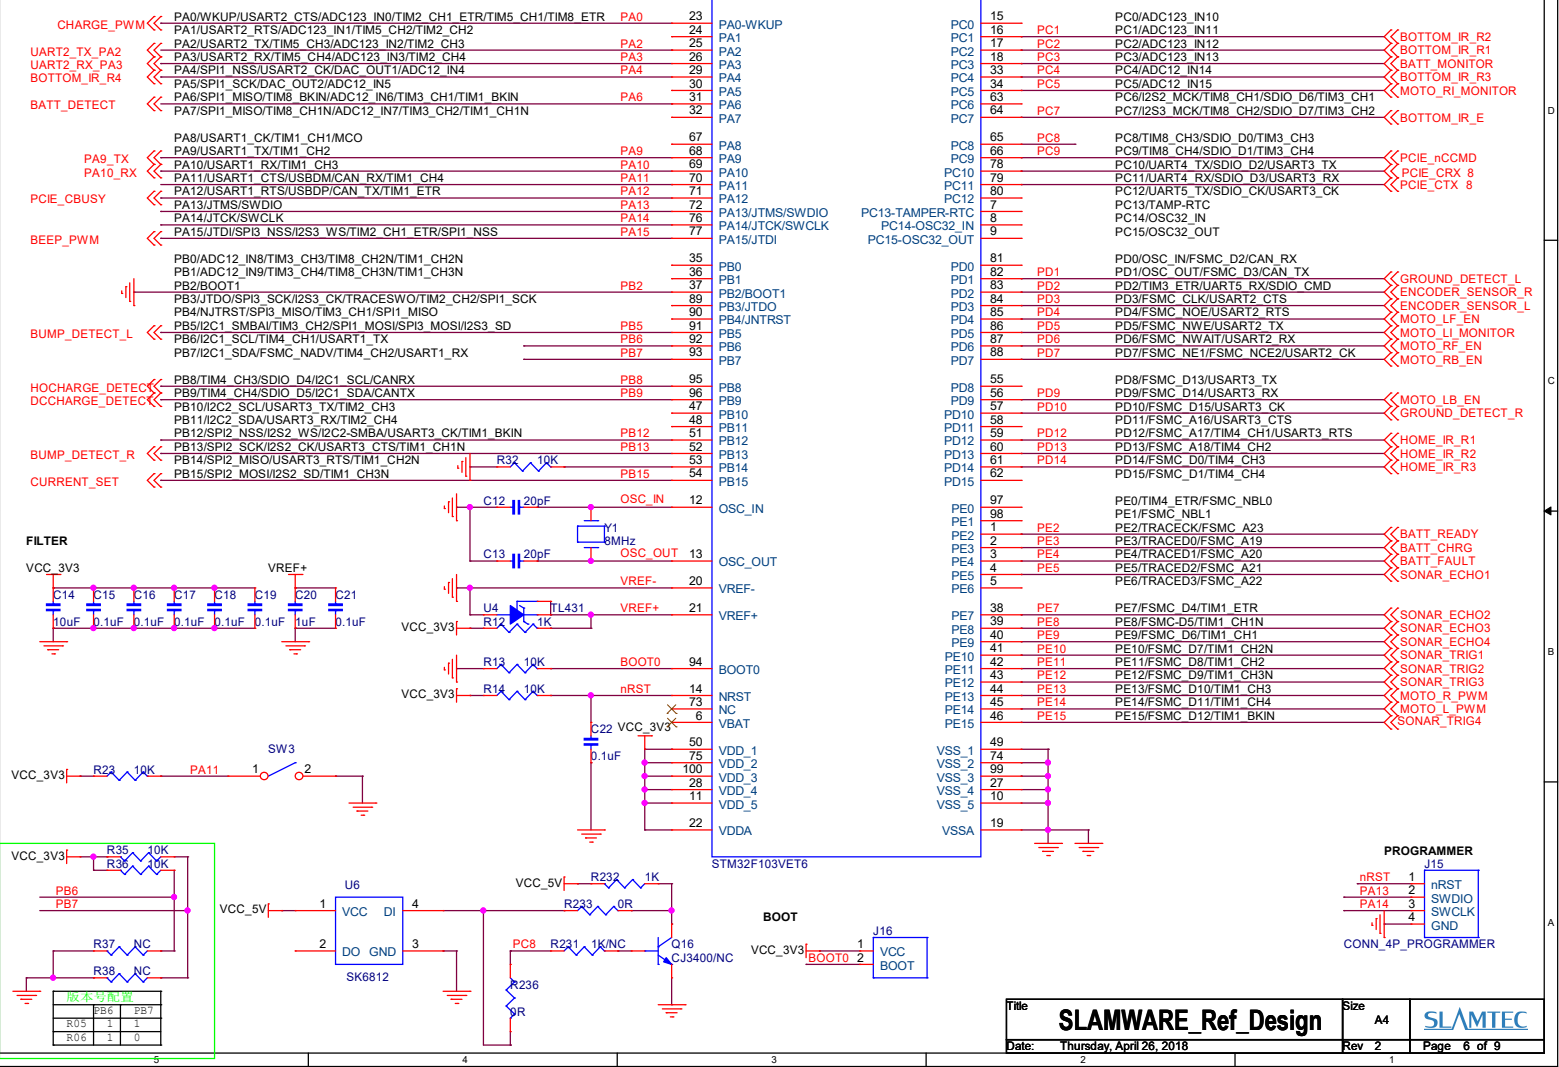 CHARGE_PWM PA0/WKUP/USART2_CTS/ADC123_IN0/TIM2_CH1_ETR/TIM5_CH1/TIM8_ETR PA0 23 PA0-WKUP
PA1/USART2_RTS/ADC123_IN1/TIM5_CH2/TIM2_CH2 24 PA1
UART2_TX_PA2 PA2/USART2_TX/TIM5_CH3/ADC123_IN2/TIM2_CH3 PA2 25 PA2
UART2_RX_PA3 PA3/USART2_RX/TIM5_CH4/ADC123_IN3/TIM2_CH4 PA3 26 PA3
BOTTOM_IR_R4 PA4/SPI1_NSS/USART2_CK/DAC_OUT1/ADC12_IN4 PA4 29 PA4
PA5/SPI1_SCK/DAC_OUT2/ADC12_IN5 30 PA5
BATT_DETECT PA6/SPI1_MISO/TIM8_BKIN/ADC12_IN6/TIM3_CH1/TIM1_BKIN PA6 31 PA6
PA7/SPI1_MISO/TIM8_CH1N/ADC12_IN7/TIM3_CH2/TIM1_CH1N 32 PA7
PA8/USART1_CK/TIM1_CH1/MCO 67 PA8
PA9_TX PA9/USART1_TX/TIM1_CH2 PA9 68 PA9
PA10_RX PA10/USART1_RX/TIM1_CH3 PA10 69 PA10
PA11/USART1_CTS/USBDM/CAN_RX/TIM1_CH4 PA11 70 PA11
PCIE_CBUSY PA12/USART1_RTS/USBDP/CAN_TX/TIM1_ETR PA12 71 PA12
PA13/JTMS/SWDIO PA13 72 PA13/JTMS/SWDIO
PA14/JTCK/SWCLK PA14 76 PA14/JTCK/SWCLK
BEEP_PWM PA15/JTDI/SPI3_NSS/I2S3_WS/TIM2_CH1_ETR/SPI1_NSS PA15 77 PA15/JTDI
PB0/ADC12_IN8/TIM3_CH3/TIM8_CH2N/TIM1_CH2N 35 PB0
PB1/ADC12_IN9/TIM3_CH4/TIM8_CH3N/TIM1_CH3N 36 PB1
PB2/BOOT1 PB2 37 PB2/BOOT1
PB3/JTDO/SPI3_SCK/I2S3_CK/TRACESWO/TIM2_CH2/SPI1_SCK 89 PB3/JTDO
PB4/NJTRST/SPI3_MISO/TIM3_CH1/SPI1_MISO 90 PB4/JNTRST
BUMP_DETECT_L PB5/I2C1_SMBAI/TIM3_CH2/SPI1_MOSI/SPI3_MOSI/I2S3_SD PB5 91 PB5
PB6/I2C1_SCL/TIM4_CH1/USART1_TX PB6 92 PB6
PB7/I2C1_SDA/FSMC_NADV/TIM4_CH2/USART1_RX PB7 93 PB7
HOCHARGE_DETECT PB8/TIM4_CH3/SDIO_D4/I2C1_SCL/CANRX PB8 95 PB8
DCCHARGE_DETECT PB9/TIM4_CH4/SDIO_D5/I2C1_SDA/CANTX PB9 96 PB9
PB10/I2C2_SCL/USART3_TX/TIM2_CH3 47 PB10
PB11/I2C2_SDA/USART3_RX/TIM2_CH4 48 PB11
PB12/SPI2_NSS/I2S2_WS/I2C2-SMBA/USART3_CK/TIM1_BKIN PB12 51 PB12
BUMP_DETECT_R PB13/SPI2_SCK/I2S2_CK/USART3_CTS/TIM1_CH1N PB13 52 PB13
PB14/SPI2_MISO/USART3_RTS/TIM1_CH2N R32 10K 53 PB14
CURRENT_SET PB15/SPI2_MOSI/I2S2_SD/TIM1_CH3N PB15 54 PB15
C12 20pF OSC_IN 12 OSC_IN
Y1
8MHz
C13 20pF OSC_OUT 13 OSC_OUT
VREF- 20 VREF-
U4 TL431 VREF+ 21 VREF+
VCC_3V3 R12 1K
R13 10K BOOT0 94 BOOT0
VCC_3V3 R14 10K nRST 14 NRST
73 NC
6 VBAT
C22 VCC_3V3
0.1uF
50 VDD_1
75 VDD_2
100 VDD_3
28 VDD_4
11 VDD_5
22 VDDA
PC0 15 PC0/ADC123_IN10
PC1 16 PC1 PC1/ADC123_IN11 BOTTOM_IR_R2
PC2 17 PC2 PC2/ADC123_IN12 BOTTOM_IR_R1
PC3 18 PC3 PC3/ADC123_IN13 BATT_MONITOR
PC4 33 PC4 PC4/ADC12_IN14 BOTTOM_IR_R3
PC5 34 PC5 PC5/ADC12_IN15 MOTO_RI_MONITOR
PC6 63 PC6/I2S2_MCK/TIM8_CH1/SDIO_D6/TIM3_CH1
PC7 64 PC7 PC7/I2S3_MCK/TIM8_CH2/SDIO_D7/TIM3_CH2 BOTTOM_IR_E
PC8 65 PC8 PC8/TIM8_CH3/SDIO_D0/TIM3_CH3
PC9 66 PC9 PC9/TIM8_CH4/SDIO_D1/TIM3_CH4 PCIE_nCCMD
PC10 78 PC10/UART4_TX/SDIO_D2/USART3_TX PCIE_CRX 8
PC11 79 PC11/UART4_RX/SDIO_D3/USART3_RX PCIE_CTX 8
PC12 80 PC12/UART5_TX/SDIO_CK/USART3_CK
PC13-TAMPER-RTC 7 PC13/TAMP-RTC
PC14-OSC32_IN 8 PC14/OSC32_IN
PC15-OSC32_OUT 9 PC15/OSC32_OUT
PD0 81 PD0/OSC_IN/FSMC_D2/CAN_RX
PD1 82 PD1 PD1/OSC_OUT/FSMC_D3/CAN_TX GROUND_DETECT_L
PD2 83 PD2 PD2/TIM3_ETR/UART5_RX/SDIO_CMD ENCODER_SENSOR_R
PD3 84 PD3 PD3/FSMC_CLK/USART2_CTS ENCODER_SENSOR_L
PD4 85 PD4 PD4/FSMC_NOE/USART2_RTS MOTO_LF_EN
PD5 86 PD5 PD5/FSMC_NWE/USART2_TX MOTO_LI_MONITOR
PD6 87 PD6 PD6/FSMC_NWAIT/USART2_RX MOTO_RF_EN
PD7 88 PD7 PD7/FSMC_NE1/FSMC_NCE2/USART2_CK MOTO_RB_EN
PD8 55 PD8/FSMC_D13/USART3_TX
PD9 56 PD9 PD9/FSMC_D14/USART3_RX MOTO_LB_EN
PD10 57 PD10 PD10/FSMC_D15/USART3_CK GROUND_DETECT_R
PD11 58 PD11/FSMC_A16/USART3_CTS
PD12 59 PD12 PD12/FSMC_A17/TIM4_CH1/USART3_RTS HOME_IR_R1
PD13 60 PD13 PD13/FSMC_A18/TIM4_CH2 HOME_IR_R2
PD14 61 PD14 PD14/FSMC_D0/TIM4_CH3 HOME_IR_R3
PD15 62 PD15/FSMC_D1/TIM4_CH4
PE0 97 PE0/TIM4_ETR/FSMC_NBL0
PE1 98 PE1/FSMC_NBL1
PE2 1 PE2 PE2/TRACECK/FSMC_A23 BATT_READY
PE3 2 PE3 PE3/TRACED0/FSMC_A19 BATT_CHRG
PE4 3 PE4 PE4/TRACED1/FSMC_A20 BATT_FAULT
PE5 4 PE5 PE5/TRACED2/FSMC_A21 SONAR_ECHO1
PE6 5 PE6/TRACED3/FSMC_A22
PE7 38 PE7 PE7/FSMC_D4/TIM1_ETR SONAR_ECHO2
PE8 39 PE8 PE8/FSMC-D5/TIM1_CH1N SONAR_ECHO3
PE9 40 PE9 PE9/FSMC_D6/TIM1_CH1 SONAR_ECHO4
PE10 41 PE10 PE10/FSMC_D7/TIM1_CH2N SONAR_TRIG1
PE11 42 PE11 PE11/FSMC_D8/TIM1_CH2 SONAR_TRIG2
PE12 43 PE12 PE12/FSMC_D9/TIM1_CH3N SONAR_TRIG3
PE13 44 PE13 PE13/FSMC_D10/TIM1_CH3 MOTO_R_PWM
PE14 45 PE14 PE14/FSMC_D11/TIM1_CH4 MOTO_L_PWM
PE15 46 PE15 PE15/FSMC_D12/TIM1_BKIN SONAR_TRIG4
VSS_1 49
VSS_2 74
VSS_3 99
VSS_4 27
VSS_5 10
VSSA 19
STM32F103VET6
FILTER
VCC_3V3 VREF+
C14 C15 C16 C17 C18 C19 C20 C21
10uF 0.1uF 0.1uF 0.1uF 0.1uF 0.1uF 1uF 0.1uF
SW3
VCC_3V3 R23 10K PA11 1 2
VCC_3V3 R35 10K
R36 10K
PB6
PB7
R37 NC
R38 NC
版本号配置
PB6 PB7
R05 1 1
R06 1 0
U6
VCC_5V 1 VCC DI 4
2 DO GND 3
SK6812
VCC_5V R232 1K
R233 0R
PC8 R231 1K/NC Q16
CJ3400/NC
R236
0R
BOOT
J16
VCC_3V3 1 VCC
BOOT0 2 BOOT
PROGRAMMER
J15
nRST 1 nRST
PA13 2 SWDIO
PA14 3 SWCLK
4 GND
CONN_4P_PROGRAMMER
Title SLAMWARE_Ref_Design Size A4 SLAMTEC
Date: Thursday, April 26, 2018 Rev 2 Page 6 of 9
D
C
B
A
5 4 3 2 1